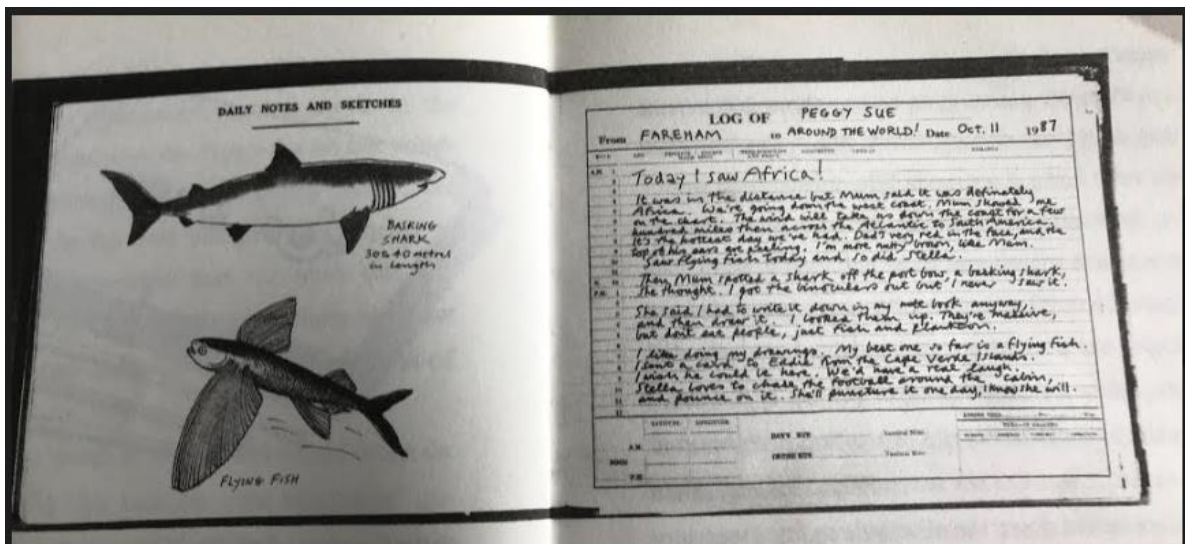 DAILY NOTES AND SKETCHES
BASKING
SHARK
30 to 40 metres
in length
FLYING FISH
LOG OF PEGGY SUE
From FAREHAM to AROUND THE WORLD! Date Oct. 11 1987
Today I saw Africa!
It was in the distance but Mum said it was definately
Africa. We're going down the west coast. Mum showed me
on the chart. The wind will take us down the coast for a few
hundred miles then across the Atlantic to South America.
It's the hottest day we've had. Dad's very red in the face, and the
top of his ears are peeling. I'm more nutty brown, like Mum.
Saw flying fish today and so did Stella.
Then Mum spotted a shark off the port bow, a basking shark,
she thought. I got the binoculars out but I never saw it.
She said I had to write it down in my note book anyway,
and then draw it. I looked them up. They're massive,
but don't eat people, just fish and plankton.
I like doing my drawings. My best one so far is a flying fish.
I sent a card to Eddie from the Cape Verde Islands.
I wish he could be here. We'd have a real laugh.
Stella loves to chase the football around the cabin,
and pounce on it. She'll puncture it one day, I know she will.
A.M.
P.M.
DAY'S RUN
A.M.
NOON
P.M.